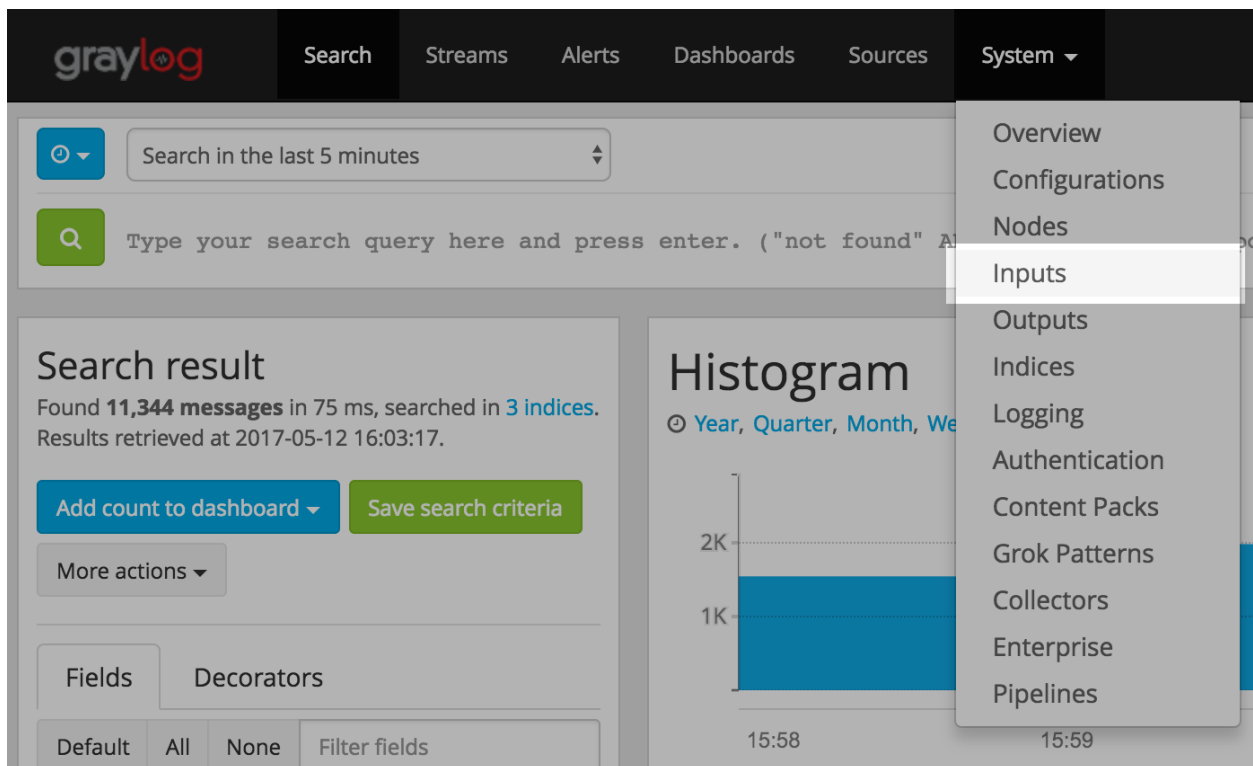 graylog Search Streams Alerts Dashboards Sources System
Search in the last 5 minutes
Type your search query here and press enter. ("not found"
Overview
Configurations
Nodes
Inputs
Outputs
Indices
Logging
Authentication
Content Packs
Grok Patterns
Collectors
Enterprise
Pipelines
Search result
Found 11,344 messages in 75 ms, searched in 3 indices.
Results retrieved at 2017-05-12 16:03:17.
Add count to dashboard Save search criteria
More actions
Fields Decorators
Default All None Filter fields
Histogram
Year, Quarter, Month,
2K
1K
15:58 15:59